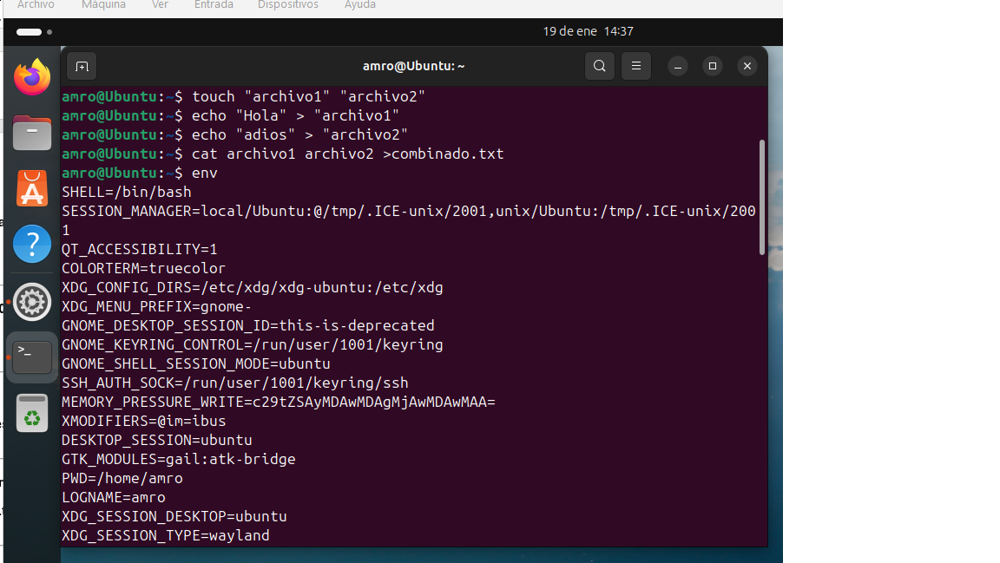 Archivo Máquina Ver Entrada Dispositivos Ayuda
19 de ene 14:37
amro@Ubuntu: ~
amro@Ubuntu:~$ touch "archivo1" "archivo2"
amro@Ubuntu:~$ echo "Hola" > "archivo1"
amro@Ubuntu:~$ echo "adios" > "archivo2"
amro@Ubuntu:~$ cat archivo1 archivo2 >combinado.txt
amro@Ubuntu:~$ env
SHELL=/bin/bash
SESSION_MANAGER=local/Ubuntu:@/tmp/.ICE-unix/2001,unix/Ubuntu:/tmp/.ICE-unix/200
1
QT_ACCESSIBILITY=1
COLORTERM=truecolor
XDG_CONFIG_DIRS=/etc/xdg/xdg-ubuntu:/etc/xdg
XDG_MENU_PREFIX=gnome-
GNOME_DESKTOP_SESSION_ID=this-is-deprecated
GNOME_KEYRING_CONTROL=/run/user/1001/keyring
GNOME_SHELL_SESSION_MODE=ubuntu
SSH_AUTH_SOCK=/run/user/1001/keyring/ssh
MEMORY_PRESSURE_WRITE=c29tZSAyMDAwMDAgMjAwMDAwMAA=
XMODIFIERS=@im=ibus
DESKTOP_SESSION=ubuntu
GTK_MODULES=gail:atk-bridge
PWD=/home/amro
LOGNAME=amro
XDG_SESSION_DESKTOP=ubuntu
XDG_SESSION_TYPE=wayland